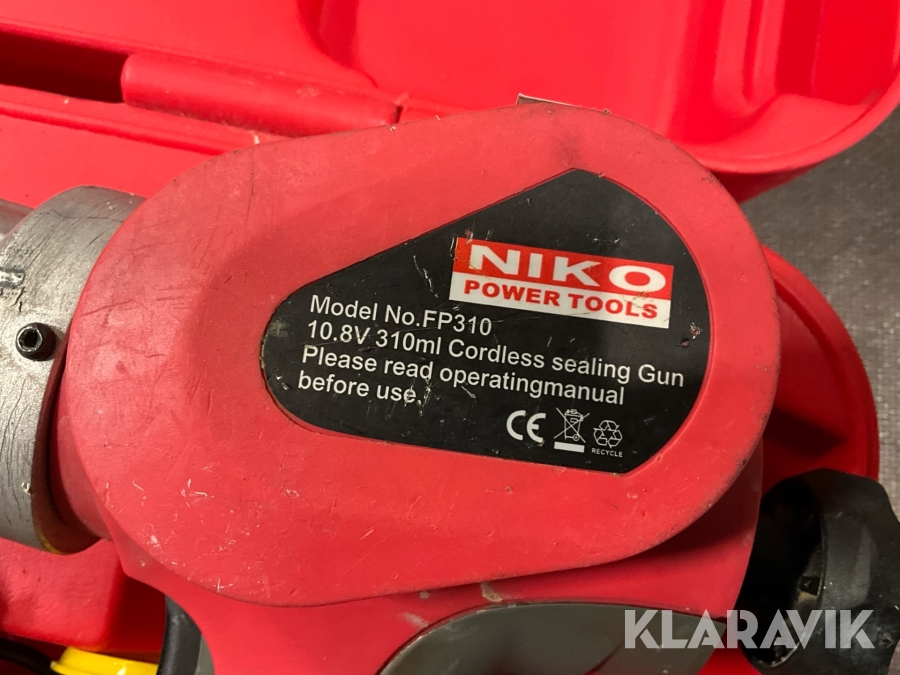 NIKO
POWER TOOLS
Model No.FP310
10.8V 310ml Cordless sealing Gun
Please read operatingmanual
before use,
CE
RECYCLE
KLARAVIK